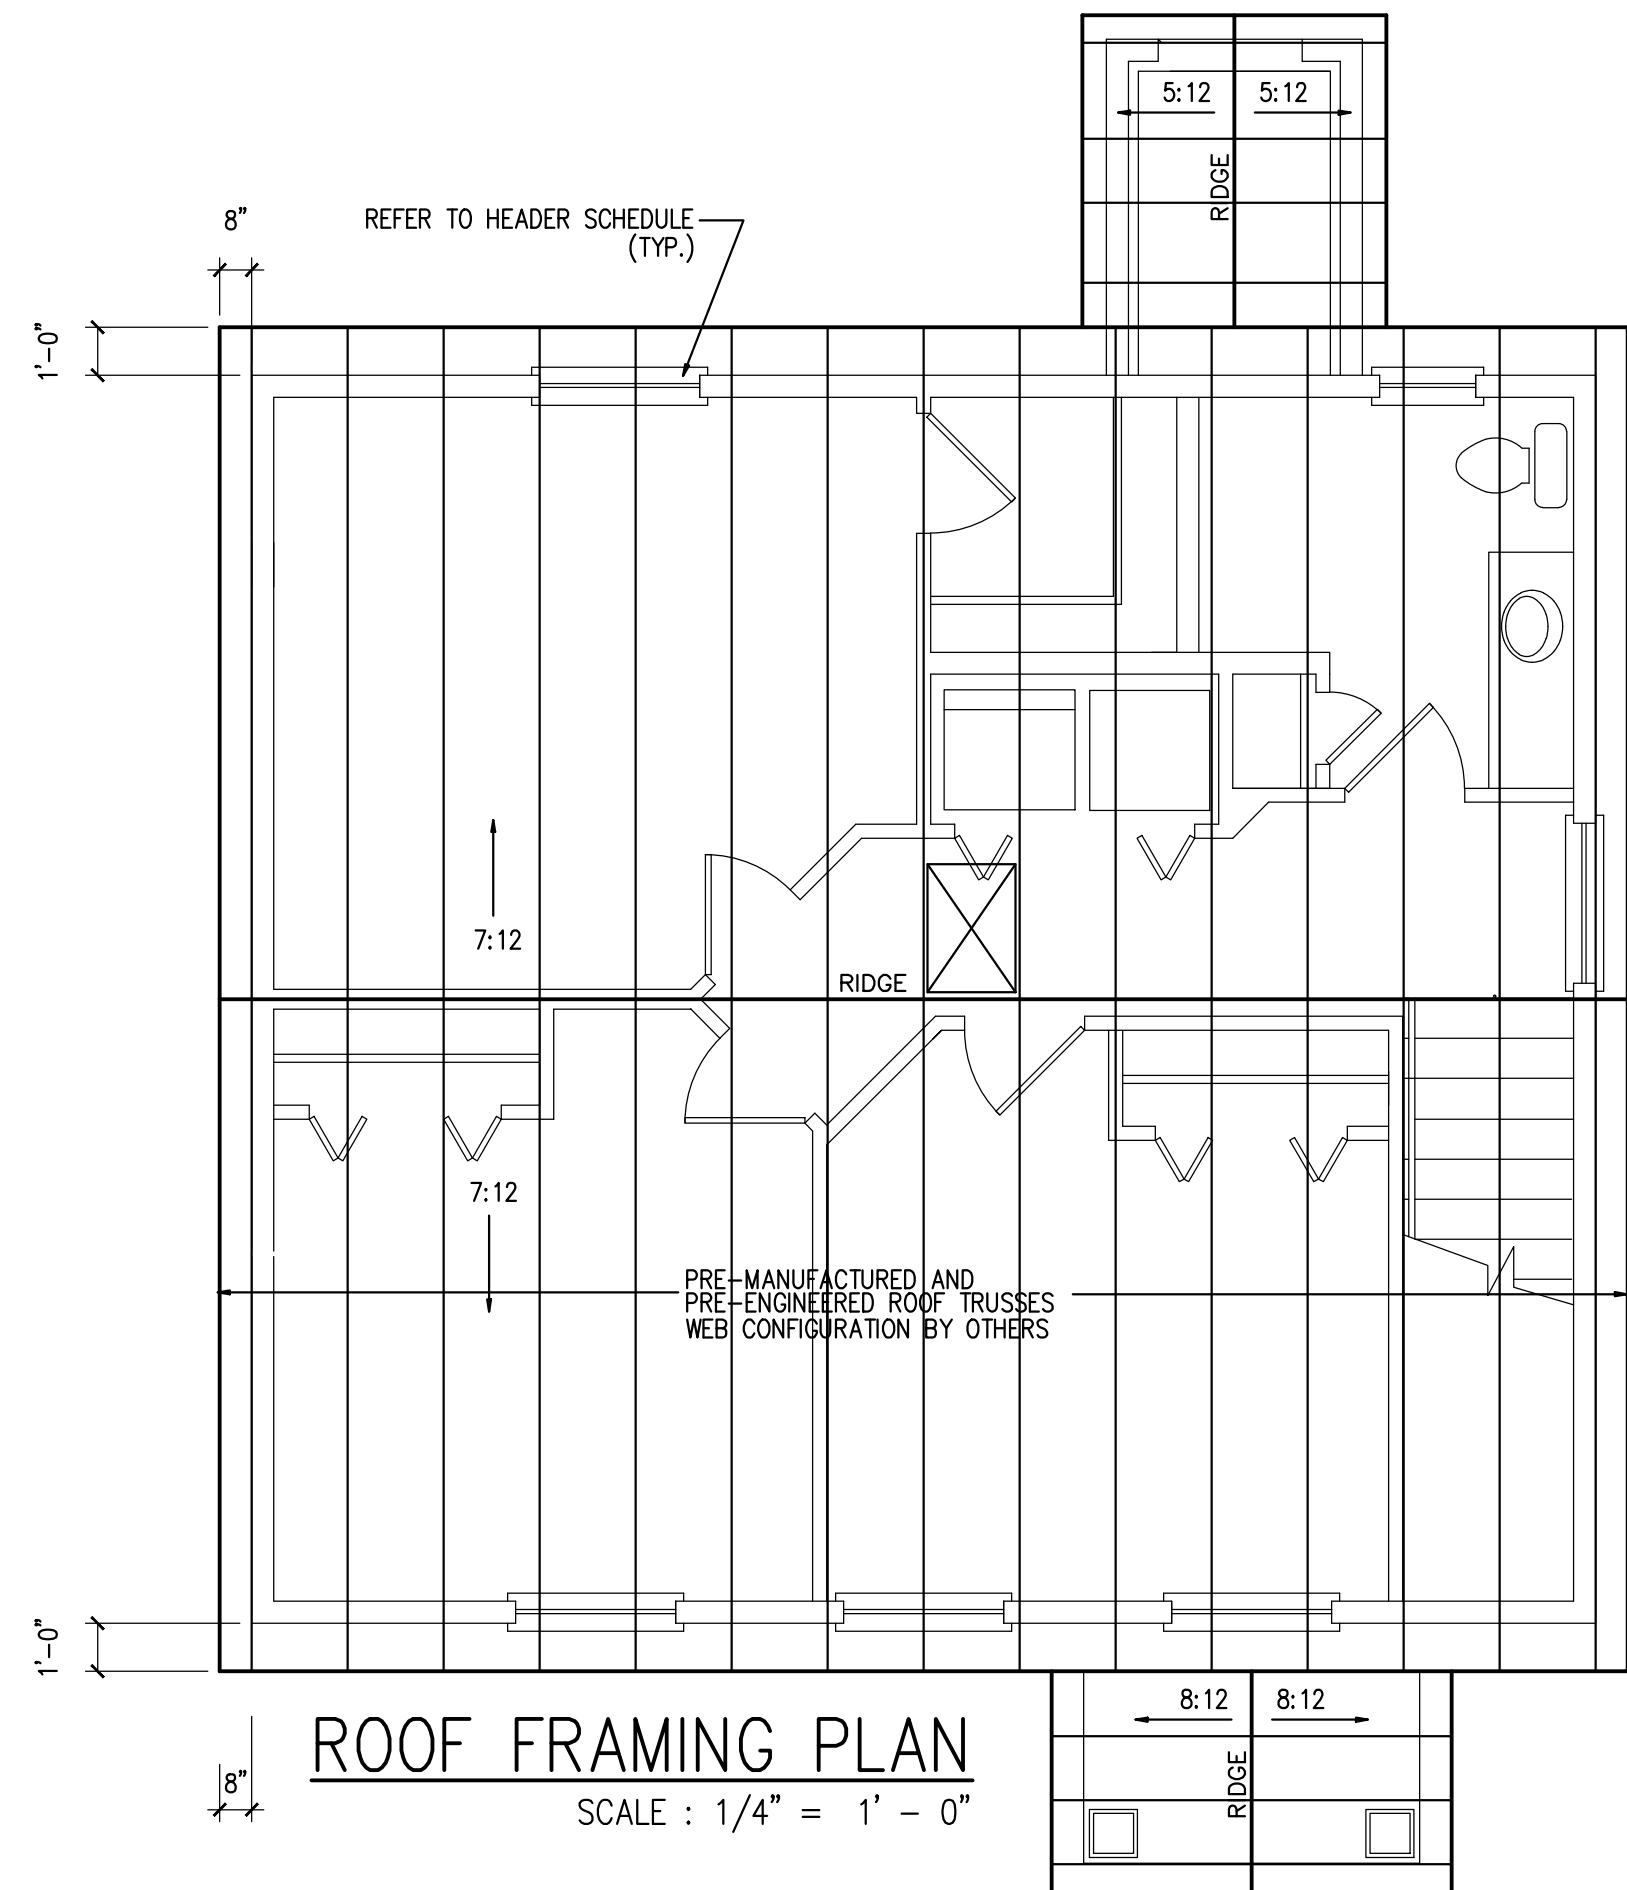 5:12 5:12
RIDGE
8" REFER TO HEADER SCHEDULE
(TYP.)
1'-0"
7:12
RIDGE
7:12
PRE-MANUFACTURED AND
PRE-ENGINEERED ROOF TRUSSES
WEB CONFIGURATION BY OTHERS
1'-0"
8:12 8:12
ROOF FRAMING PLAN
RIDGE
8"
SCALE : 1/4" = 1' - 0"